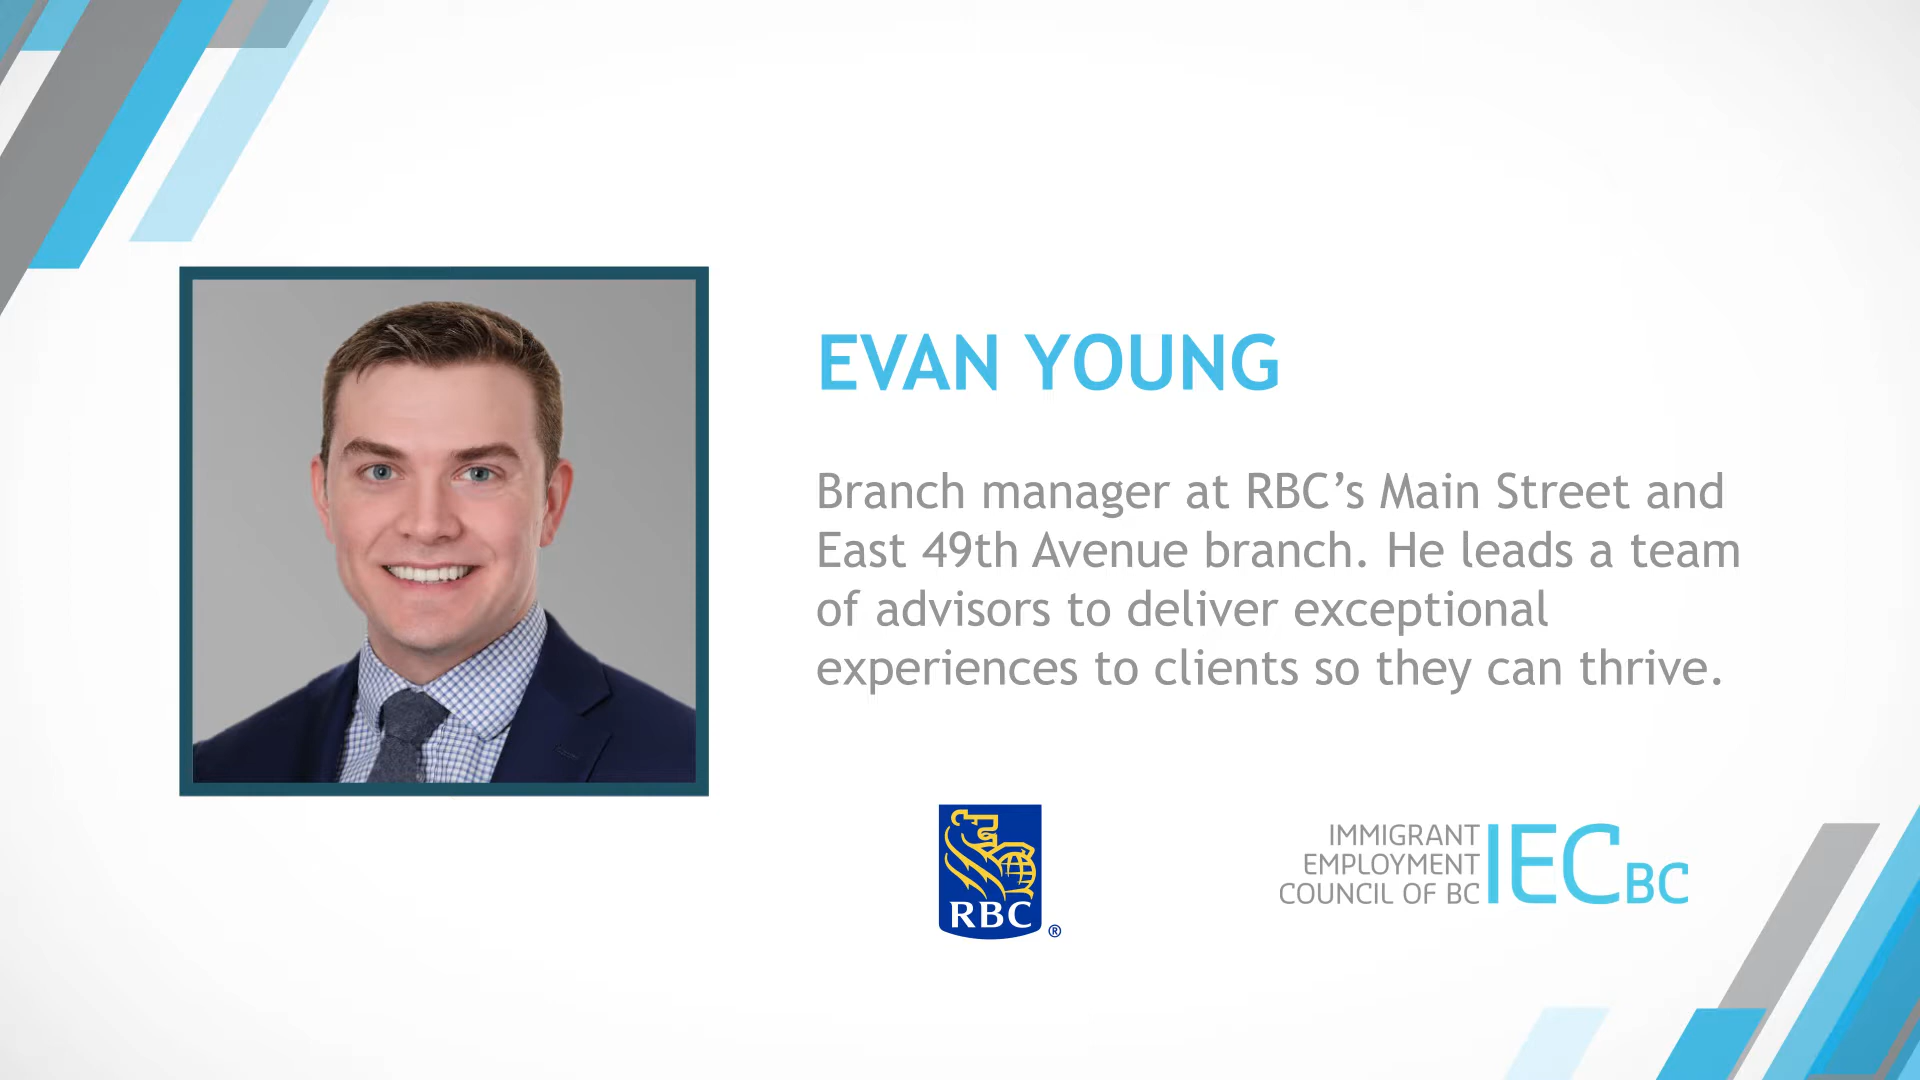 EVAN YOUNG
Branch manager at RBC’s Main Street and
East 49th Avenue branch. He leads a team
of advisors to deliver exceptional
experiences to clients so they can thrive.
RBC
®
IMMIGRANT
EMPLOYMENT
COUNCIL OF BC
IECBC